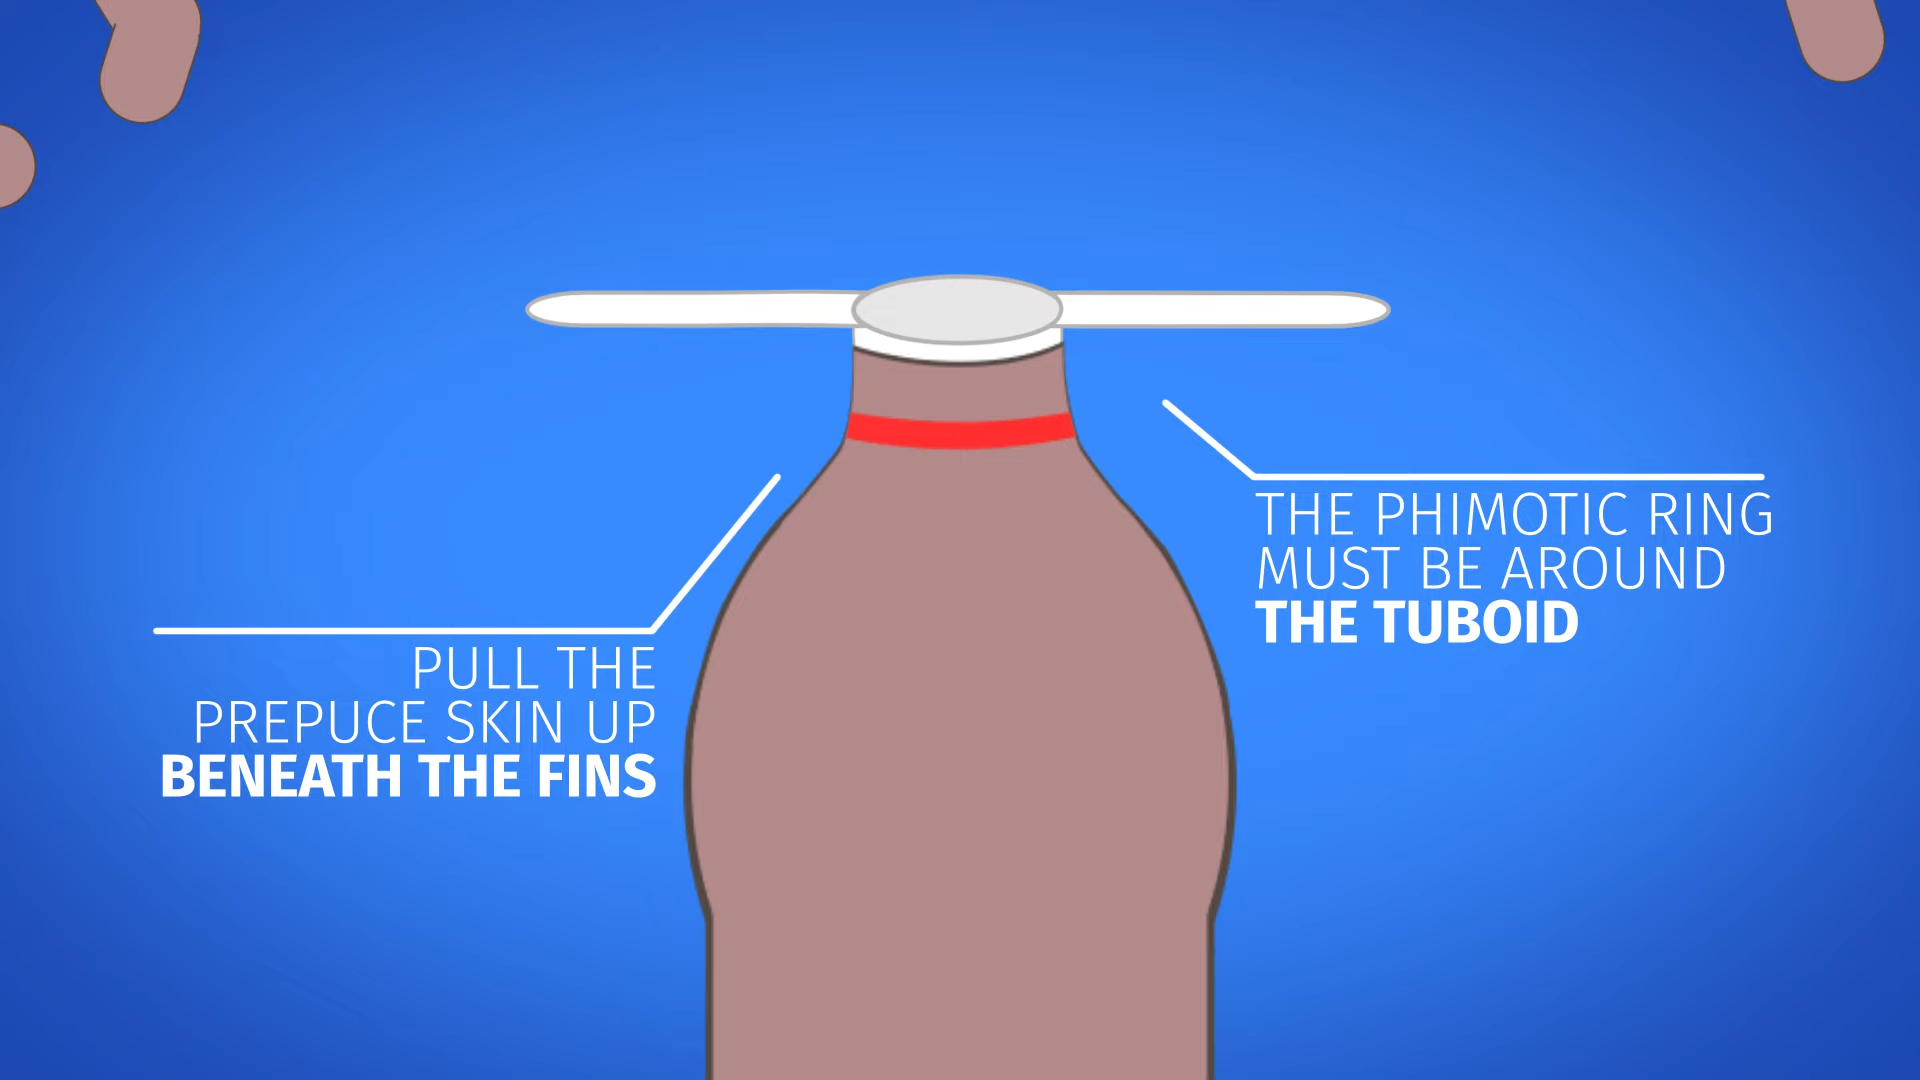 PULL THE
PREPUCE SKIN UP
BENEATH THE FINS
THE PHIMOTIC RING
MUST BE AROUND
THE TUBOID